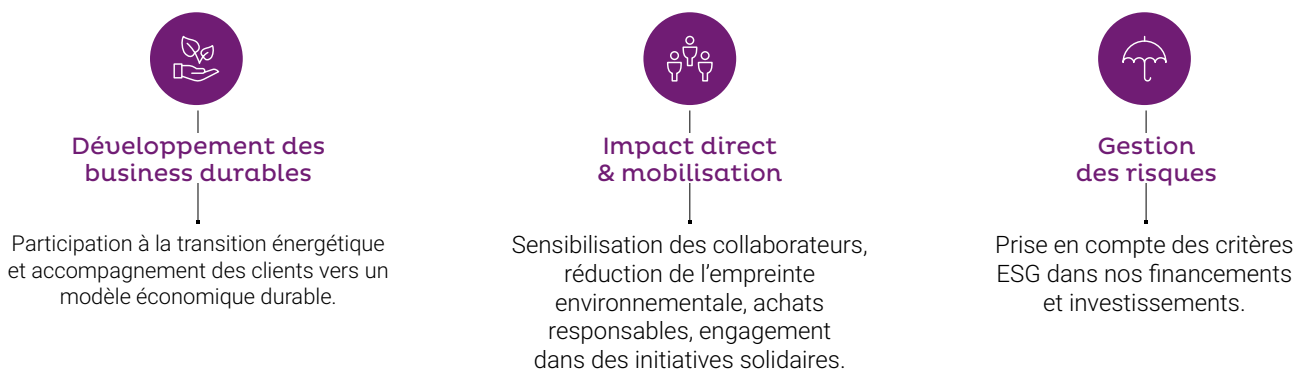 Développement des
business durables
Participation à la transition énergétique
et accompagnement des clients vers un
modèle économique durable.
Impact direct
& mobilisation
Sensibilisation des collaborateurs,
réduction de l’empreinte
environnementale, achats
responsables, engagement
dans des initiatives solidaires.
Gestion
des risques
Prise en compte des critères
ESG dans nos financements
et investissements.